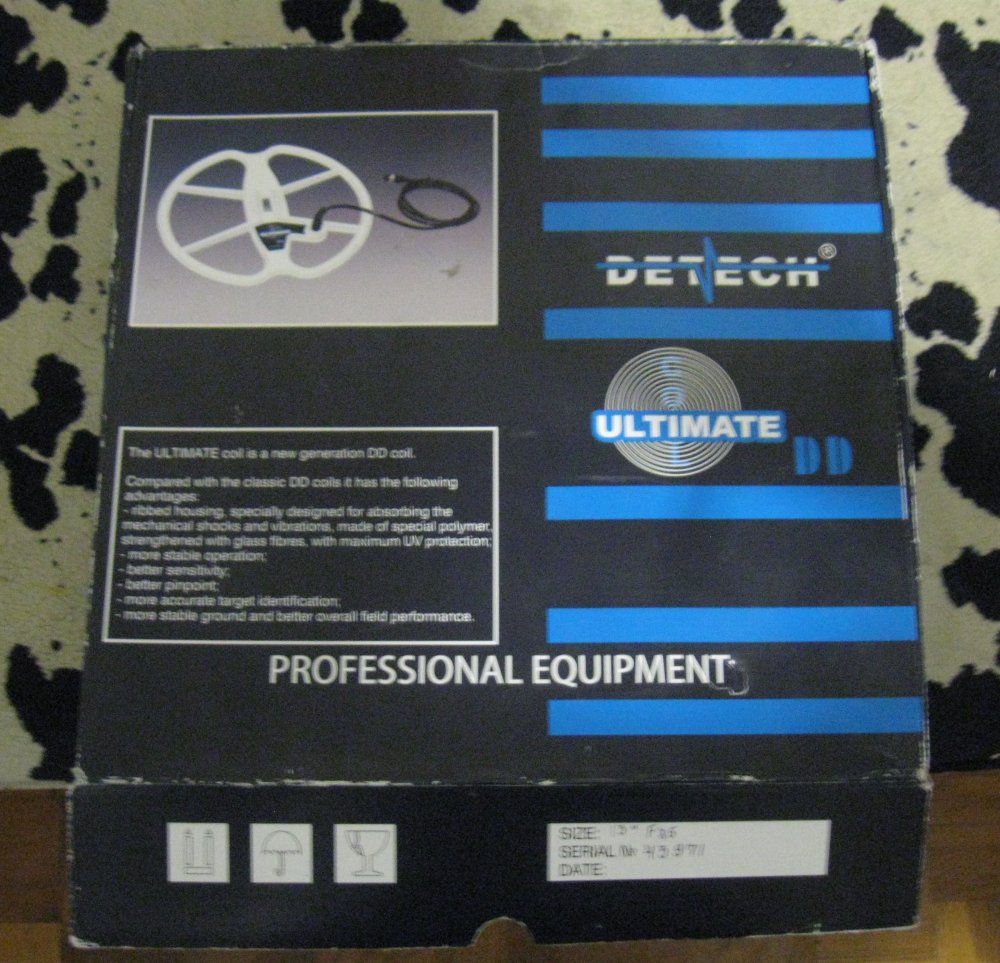 DETECH®
ULTIMATE
DD
The ULTIMATE coil is a new generation DD coil.
Compared with the classic DD coils it has the following
advantages:
- ribbed housing, specially designed for absorbing the
mechanical shocks and vibrations, made of special polymer,
strengthened with glass fibres, with maximum UV protection;
- more stable operation;
- better sensitivity;
- better pinpoint;
- more accurate target identification;
- more stable ground and better overall field performance.
PROFESSIONAL EQUIPMENT
SIZE: 13"
SERIAL No
DATE: